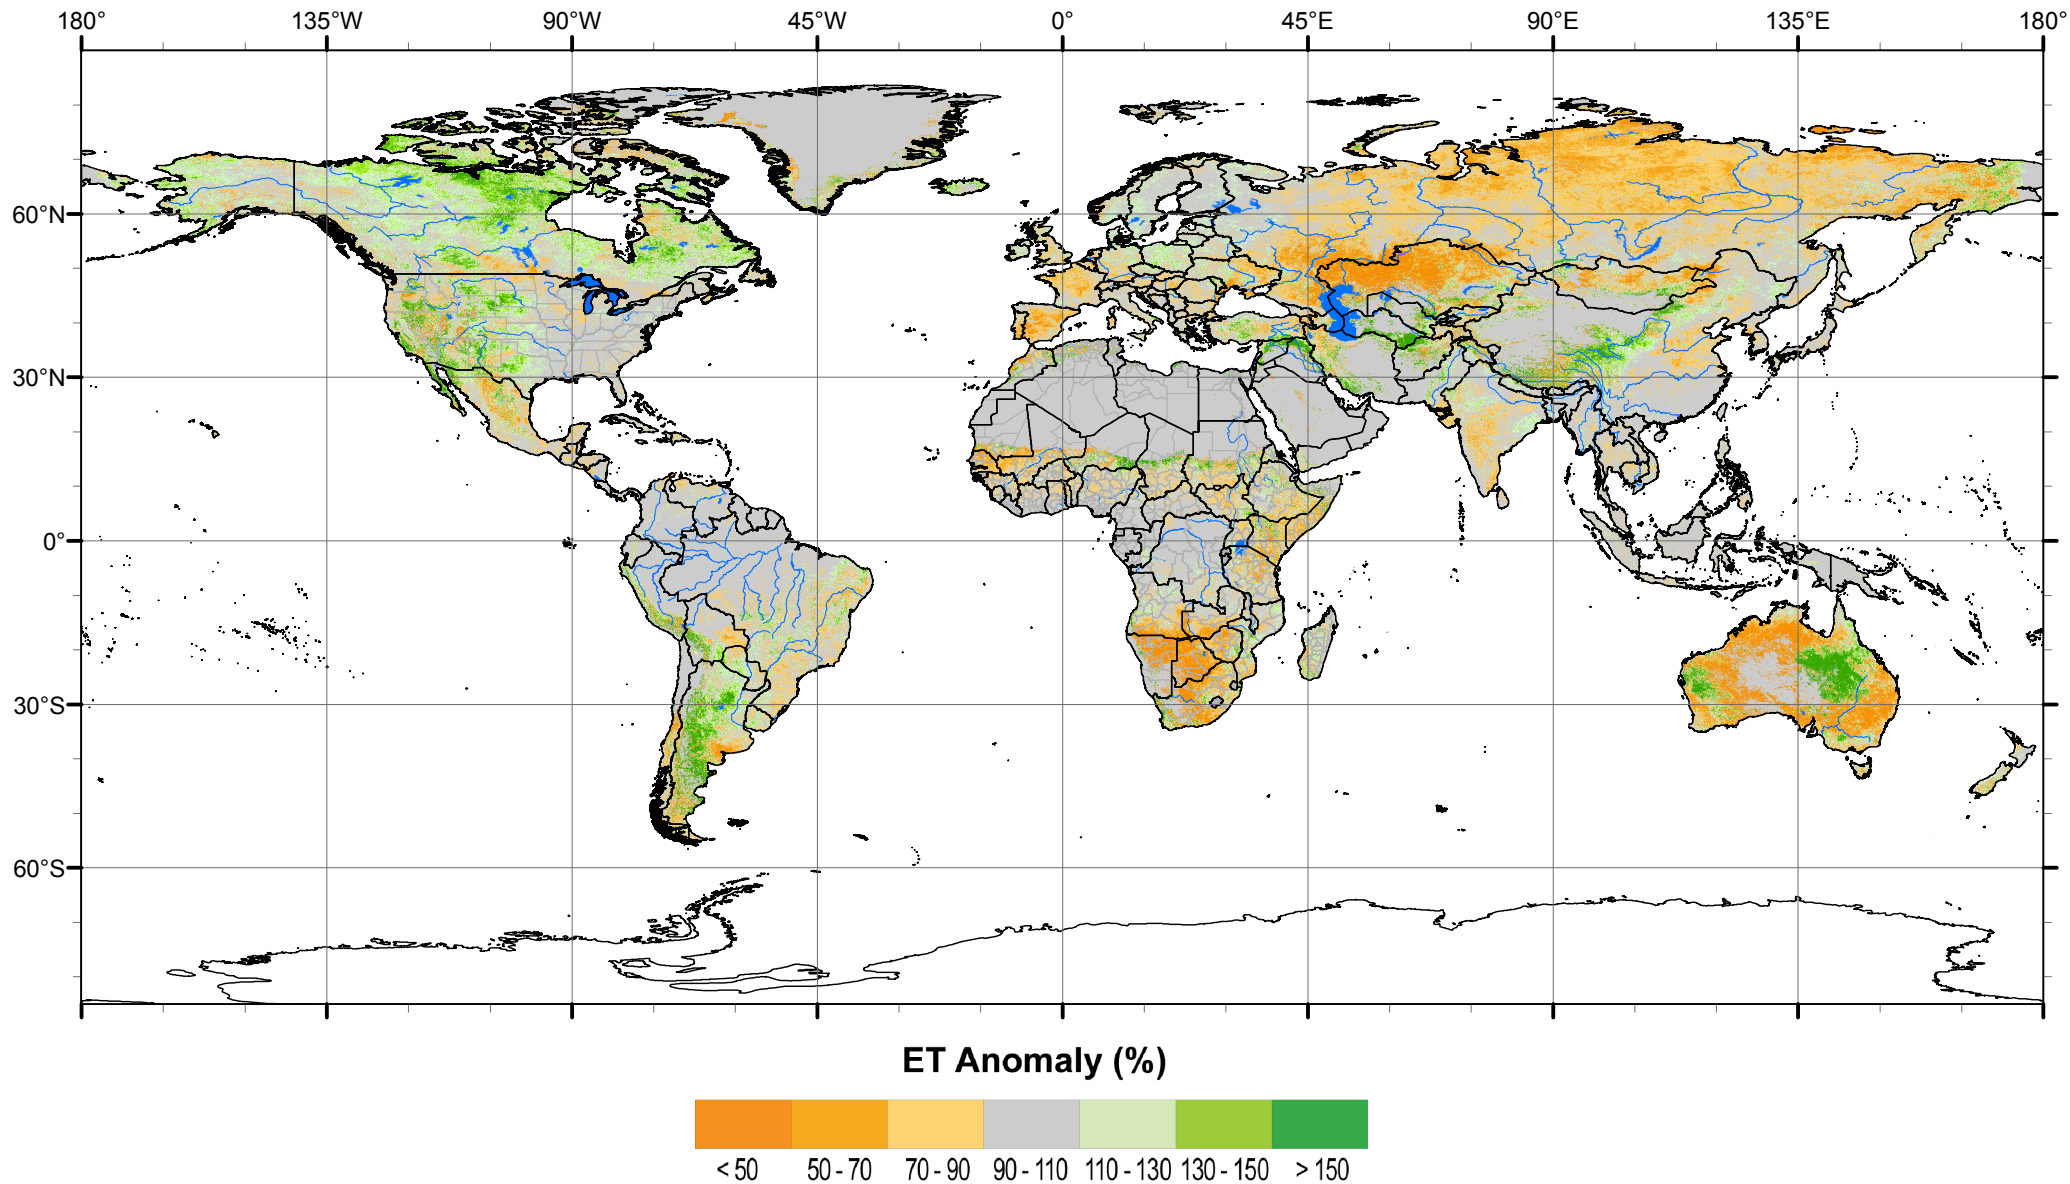 180° 135°W 90°W 45°W 0° 45°E 90°E 135°E 180°
60°N
30°N
0°
30°S
60°S
ET Anomaly (%)
< 50 50 - 70 70 - 90 90 - 110 110 - 130 130 - 150 > 150